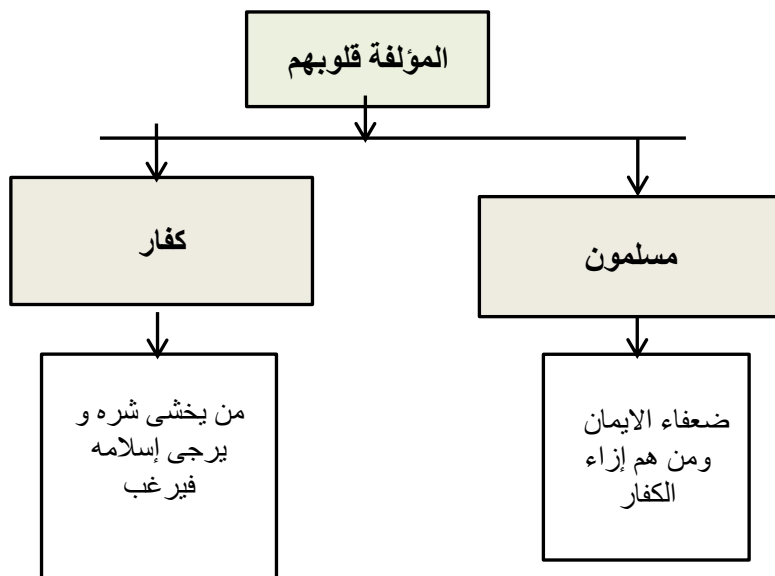 المؤلفة قلوبهم
مسلمون
كفار
ضعفاء الايمان
ومن هم إزاء
الكفار
من يخشى شره و
يرجى إسلامه
فيرغب